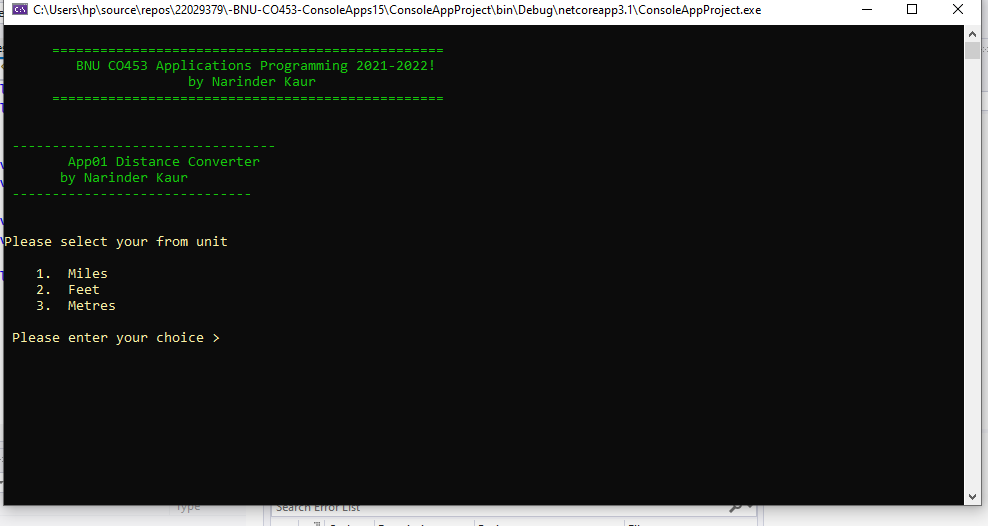 C:\Users\hp\source\repos\22029379\-BNU-CO453-ConsoleApps15\ConsoleAppProject\bin\Debug\netcoreapp3.1\ConsoleAppProject.exe
=================================================
BNU CO453 Applications Programming 2021-2022!
by Narinder Kaur
=================================================
---------------------------------
App01 Distance Converter
by Narinder Kaur
------------------------------
Please select your from unit
1. Miles
2. Feet
3. Metres
Please enter your choice >
Type
Search Error List